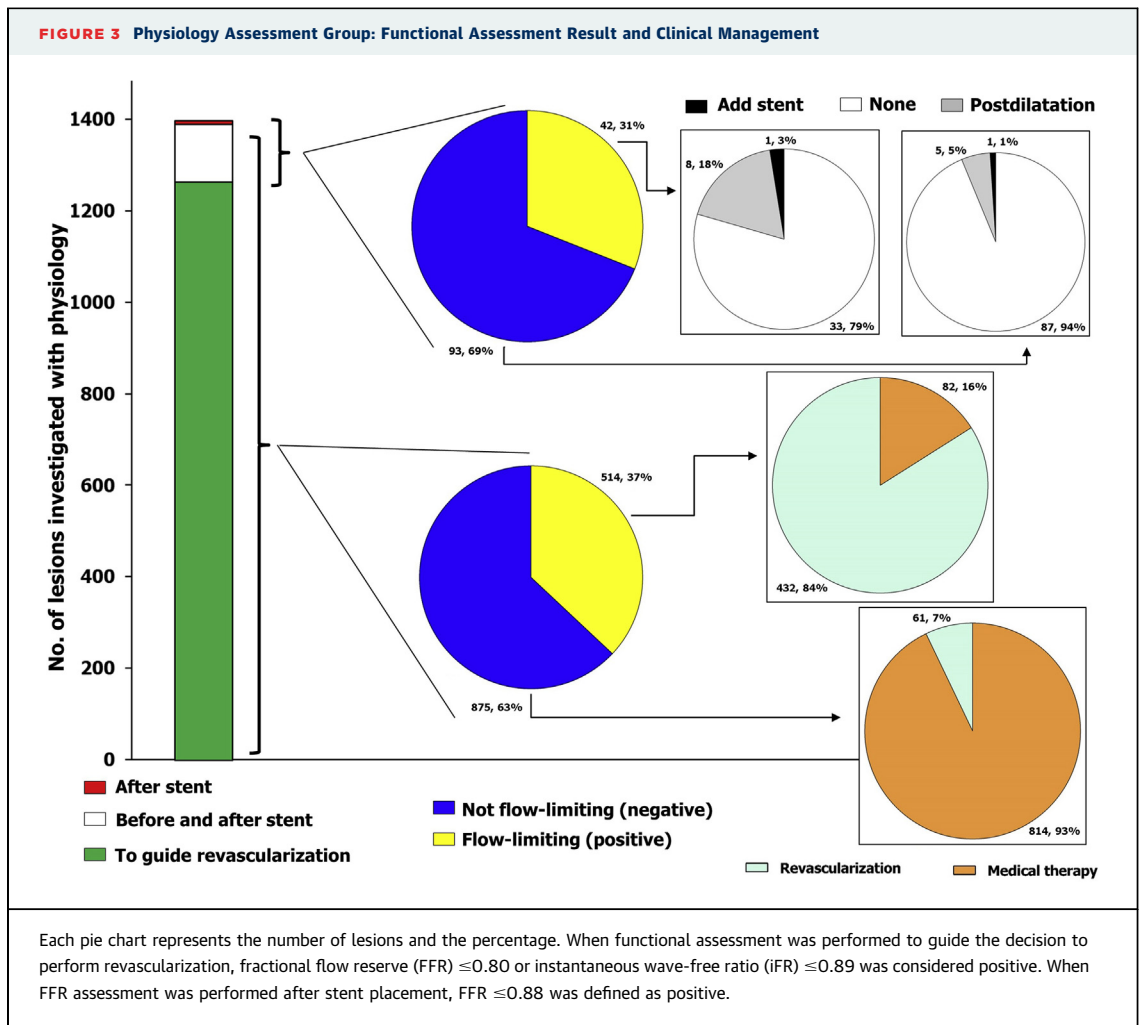 FIGURE 3 Physiology Assessment Group: Functional Assessment Result and Clinical Management
No. of lesions investigated with physiology
1400
1200
1000
800
600
400
200
0
Add stent
None
Postdilatation
42, 31%
93, 69%
1, 3%
8, 18%
33, 79%
1, 1%
5, 5%
87, 94%
514, 37%
875, 63%
82, 16%
432, 84%
61, 7%
814, 93%
After stent
Before and after stent
To guide revascularization
Not flow-limiting (negative)
Flow-limiting (positive)
Revascularization
Medical therapy
Each pie chart represents the number of lesions and the percentage. When functional assessment was performed to guide the decision to
perform revascularization, fractional flow reserve (FFR) ≤0.80 or instantaneous wave-free ratio (iFR) ≤0.89 was considered positive. When
FFR assessment was performed after stent placement, FFR ≤0.88 was defined as positive.